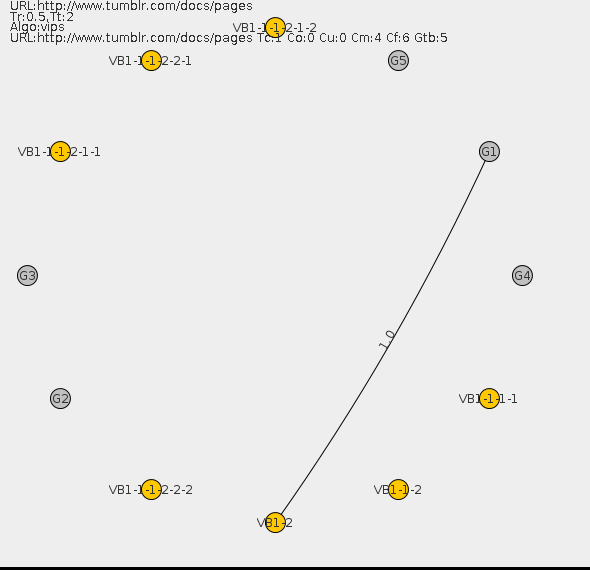 URL:http://www.tumblr.com/docs/pages
Tr:0.5,Tt:2
Algo:vips
VB1-1-1-2-1-2
URL:http://www.tumblr.com/docs/pages Tc:1 Co:0 Cu:0 Cm:4 Cf:6 Gtb:5
VB1-1-1-2-2-1
G5
VB1-1-1-2-1-1
G1
G3
G4
1.0
G2
VB1-1-1-1
VB1-1-1-2-2-2
VB1-1-2
VB1-2